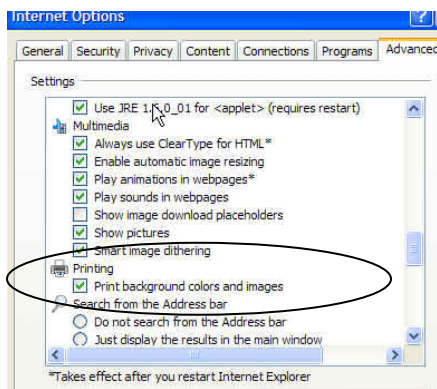 Internet Options
General Security Privacy Content Connections Programs Advanced
Settings
Use JRE 1.5.0_01 for <applet> (requires restart)
Multimedia
Always use ClearType for HTML*
Enable automatic image resizing
Play animations in webpages*
Play sounds in webpages
Show image download placeholders
Show pictures
Smart image dithering
Printing
Print background colors and images
Search from the Address bar
Do not search from the Address bar
Just display the results in the main window
*Takes effect after you restart Internet Explorer